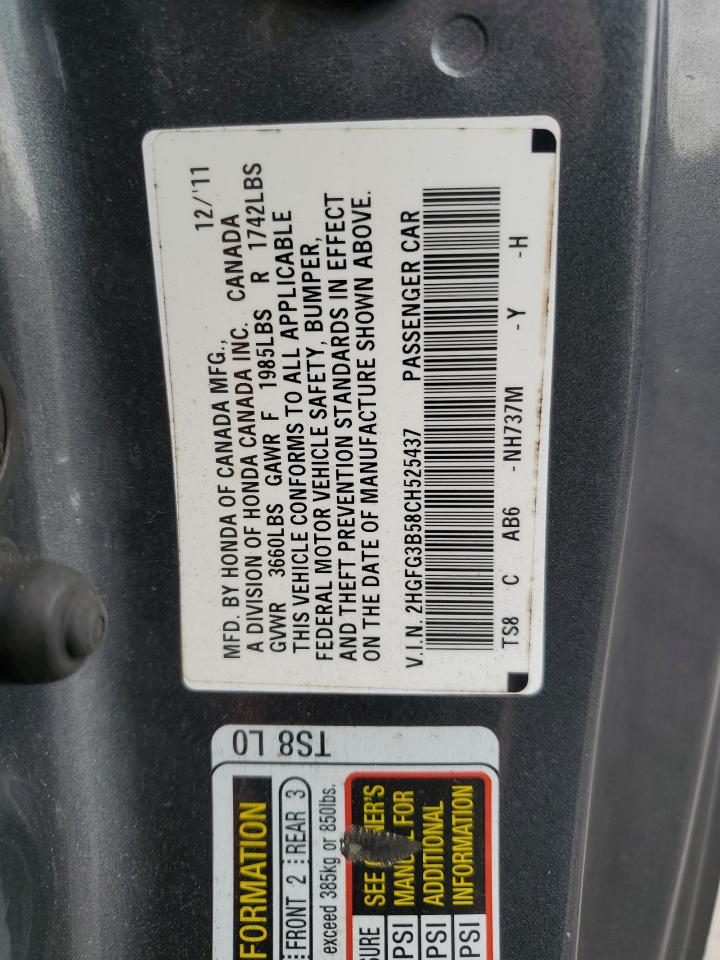 12/'11
MFD. BY HONDA OF CANADA MFG.,
A DIVISION OF HONDA CANADA INC. CANADA
GVWR 3660LBS GAWR F 1985LBS R 1742LBS
THIS VEHICLE CONFORMS TO ALL APPLICABLE
FEDERAL MOTOR VEHICLE SAFETY, BUMPER,
AND THEFT PREVENTION STANDARDS IN EFFECT
ON THE DATE OF MANUFACTURE SHOWN ABOVE.
V.I.N. 2HGFG3B58CH525437 PASSENGER CAR
TS8 C AB6 -NH737M -Y -H
TS8 L0
FRONT 2 REAR 3
exceed 385kg or 850lbs.
SEE
MANUAL FOR
ADDITIONAL
INFORMATION
PSI
PSI
PSI